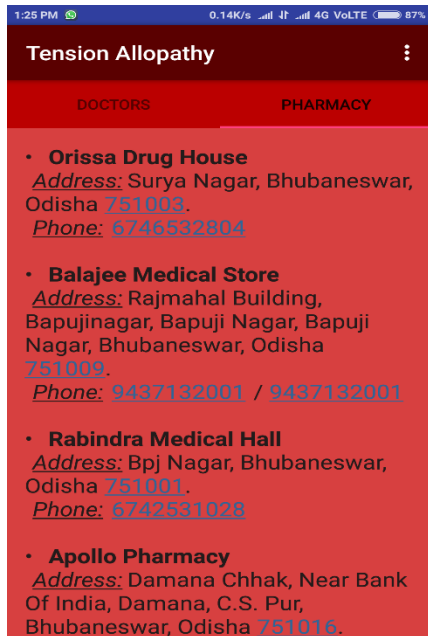 1:25 PM 0.14K/s 4G VoLTE 87%
Tension Allopathy
DOCTORS PHARMACY
• Orissa Drug House
Address: Surya Nagar, Bhubaneswar,
Odisha 751003.
Phone: 6746532804
• Balajee Medical Store
Address: Rajmahal Building,
Bapujinagar, Bapuji Nagar, Bapuji
Nagar, Bhubaneswar, Odisha
751009.
Phone: 9437132001 / 9437132001
• Rabindra Medical Hall
Address: Bpj Nagar, Bhubaneswar,
Odisha 751001.
Phone: 6742531028
• Apollo Pharmacy
Address: Damana Chhak, Near Bank
Of India, Damana, C.S. Pur,
Bhubaneswar, Odisha 751016.